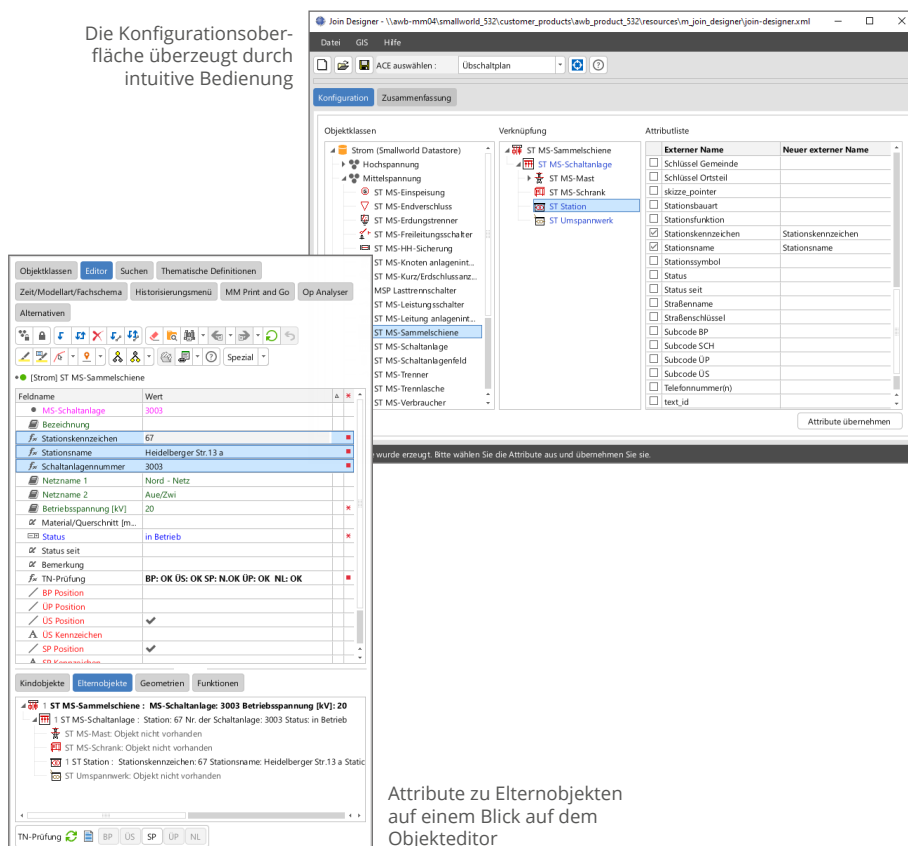 Die Konfigurationsober-
fläche überzeugt durch
intuitive Bedienung
Join Designer - \\awb-mm04\smallworld_532\customer_products\awb_product_532\resources\m_join_designer\join-designer.xml
Datei GIS Hilfe
ACE auswählen : Übschaltplan
Konfiguration Zusammenfassung
Objektklassen
Strom (Smallworld Datastore)
Hochspannung
Mittelspannung
ST MS-Einspeisung
ST MS-Endverschluss
ST MS-Erdungstrenner
ST MS-Freileitungsschalter
ST MS-HH-Sicherung
ST MS-Knoten anlagenint...
ST MS-Kurz/Erdschlussanz...
MSP Lasttrennschalter
ST MS-Leistungsschalter
ST MS-Leitung anlagenint...
ST MS-Sammelschiene
ST MS-Schaltanlage
ST MS-Schaltanlagenfeld
ST MS-Trenner
ST MS-Trennlasche
ST MS-Verbraucher
Verknüpfung
ST MS-Sammelschiene
ST MS-Schaltanlage
ST MS-Mast
ST MS-Schrank
ST Station
ST Umspannwerk
Attributliste
Externer Name Neuer externer Name
Schlüssel Gemeinde
Schlüssel Ortsteil
skizze_pointer
Stationsbauart
Stationsfunktion
Stationskennzeichen Stationskennzeichen
Stationsname Stationsname
Stationssymbol
Status
Status seit
Straßenname
Straßenschlüssel
Subcode BP
Subcode SCH
Subcode ÜP
Subcode ÜS
Telefonnummer(n)
text_id
Attribute übernehmen
wurde erzeugt. Bitte wählen Sie die Attribute aus und übernehmen Sie sie.
Objektklassen Editor Suchen Thematische Definitionen
Zeit/Modellart/Fachschema Historisierungsmenü MM Print and Go Op Analyser
Alternativen
Spezial
[Strom] ST MS-Sammelschiene
Feldname Wert
MS-Schaltanlage 3003
Bezeichnung
Stationskennzeichen 67
Stationsname Heidelberger Str.13 a
Schaltanlagennummer 3003
Netzname 1 Nord - Netz
Netzname 2 Aue/Zwi
Betriebsspannung [kV] 20
Material/Querschnitt [m...
Status in Betrieb
Status seit
Bemerkung
TN-Prüfung BP: OK ÜS: OK SP: N.OK ÜP: OK NL: OK
BP Position
ÜP Position
ÜS Position
ÜS Kennzeichen
SP Position
SP Kennzeichen
Kindobjekte Elternobjekte Geometrien Funktionen
1 ST MS-Sammelschiene : MS-Schaltanlage: 3003 Betriebsspannung [kV]: 20
1 ST MS-Schaltanlage : Station: 67 Nr. der Schaltanlage: 3003 Status: in Betrieb
ST MS-Mast: Objekt nicht vorhanden
ST MS-Schrank: Objekt nicht vorhanden
1 ST Station : Stationskennzeichen: 67 Stationsname: Heidelberger Str.13 a Static
ST Umspannwerk: Objekt nicht vorhanden
TN-Prüfung BP ÜS SP ÜP NL
Attribute zu Elternobjekten
auf einem Blick auf dem
Objekteditor